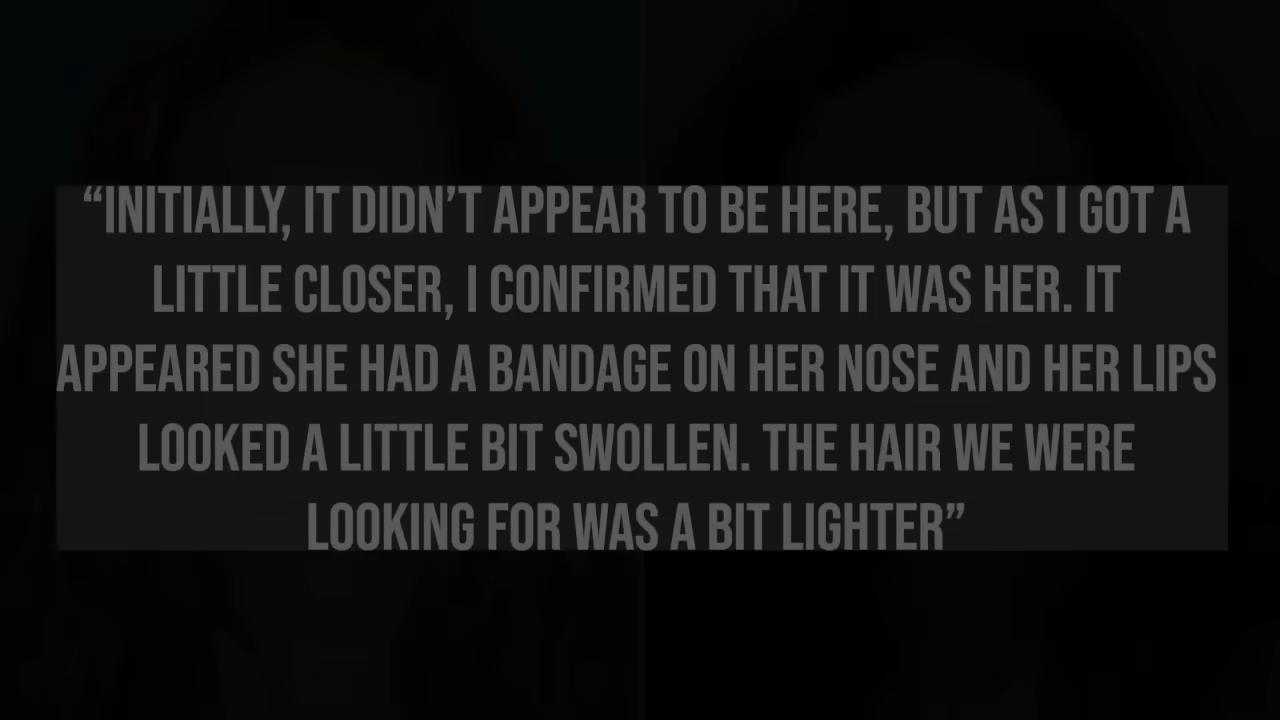 “INITIALLY, IT DIDN’T APPEAR TO BE HERE, BUT AS I GOT A
LITTLE CLOSER, I CONFIRMED THAT IT WAS HER. IT
APPEARED SHE HAD A BANDAGE ON HER NOSE AND HER LIPS
LOOKED A LITTLE BIT SWOLLEN. THE HAIR WE WERE
LOOKING FOR WAS A BIT LIGHTER”